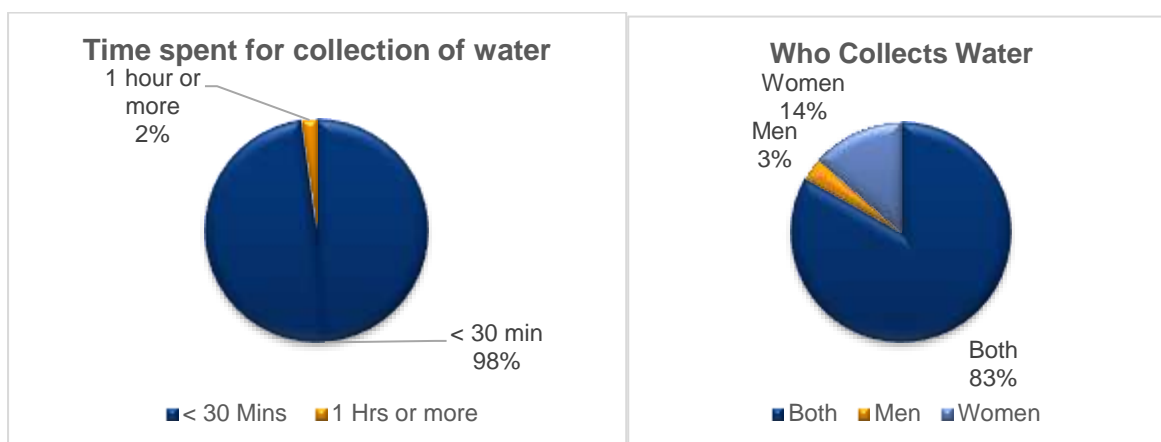 Time spent for collection of water
1 hour or
more
2%
< 30 min
98%
< 30 Mins 1 Hrs or more
Who Collects Water
Women
14%
Men
3%
Both
83%
Both Men Women